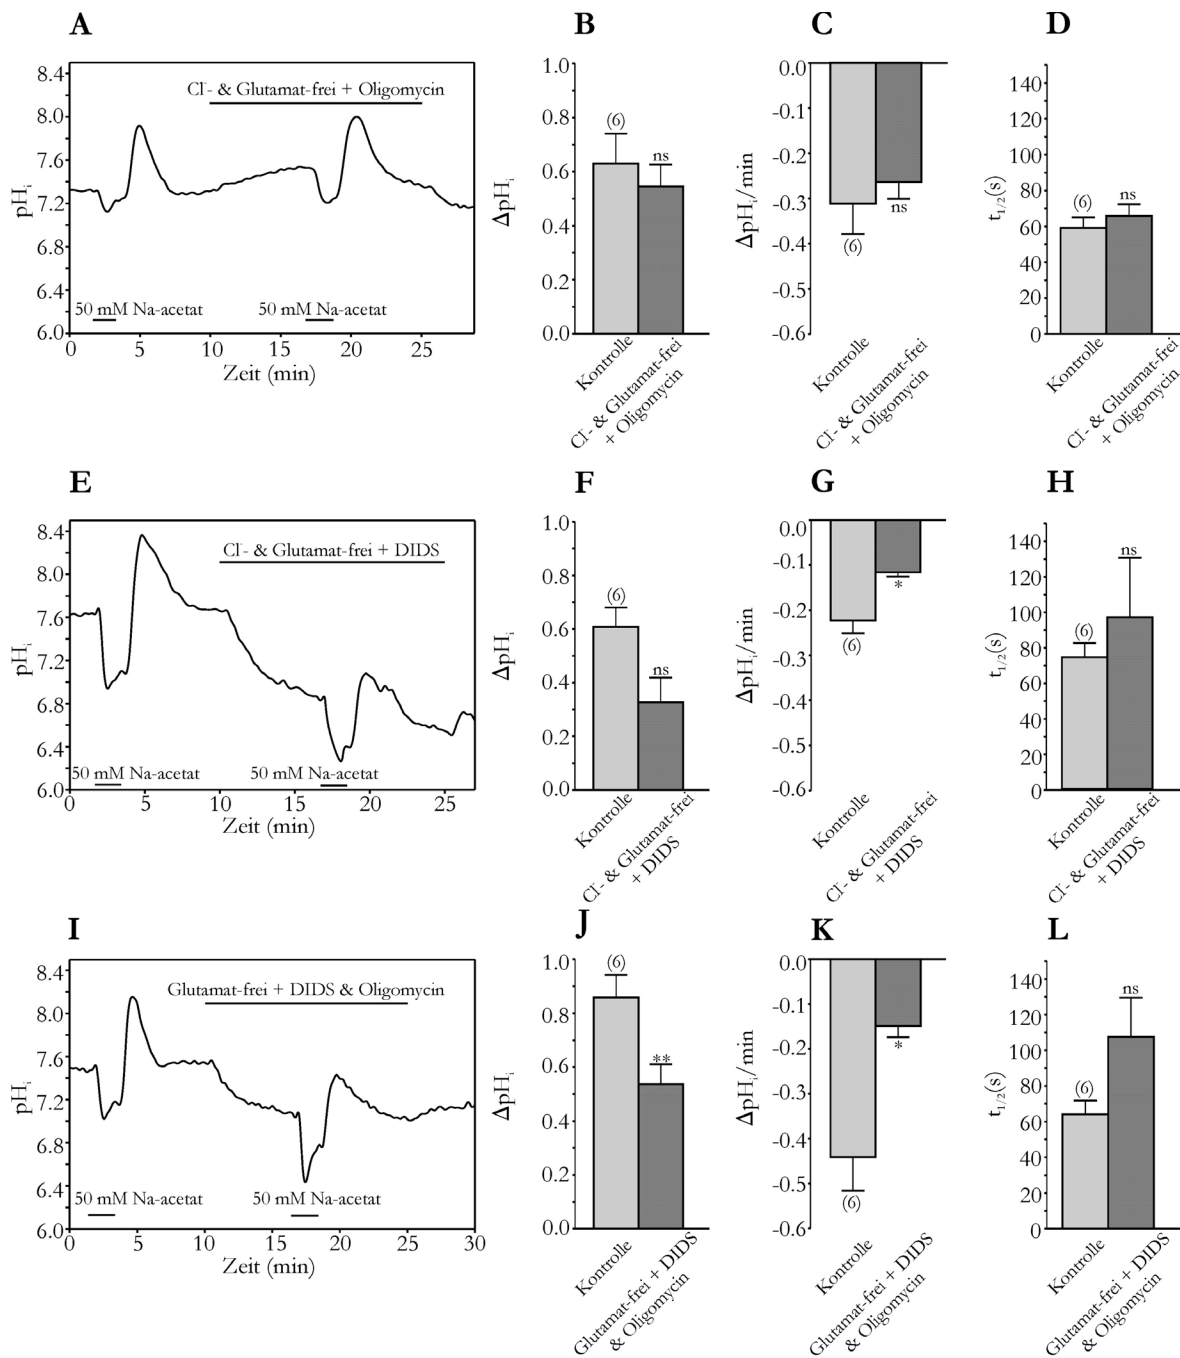 A
8.4
8.0
7.6
7.2
6.8
6.4
6.0
pHi
Cl-- & Glutamat-frei + Oligomycin
50 mM Na-acetat
50 mM Na-acetat
0 5 10 15 20 25
Zeit (min)
B
1.0
0.8
0.6
0.4
0.2
0.0
ΔpHi
(6)
ns
Kontrolle
Cl-- & Glutamat-frei
+ Oligomycin
C
0.0
-0.1
-0.2
-0.3
-0.4
-0.5
-0.6
ΔpHi/min
(6)
ns
Kontrolle
Cl-- & Glutamat-frei
+ Oligomycin
D
140
120
100
80
60
40
20
0
t1/2(s)
(6)
ns
Kontrolle
Cl-- & Glutamat-frei
+ Oligomycin
E
8.4
8.0
7.6
7.2
6.8
6.4
6.0
pHi
Cl-- & Glutamat-frei + DIDS
50 mM Na-acetat
50 mM Na-acetat
0 5 10 15 20 25
Zeit (min)
F
1.0
0.8
0.6
0.4
0.2
0.0
ΔpHi
(6)
ns
Kontrolle
Cl-- & Glutamat-frei
+ DIDS
G
0.0
-0.1
-0.2
-0.3
-0.4
-0.5
-0.6
ΔpHi/min
(6)
*
Kontrolle
Cl-- & Glutamat-frei
+ DIDS
H
140
120
100
80
60
40
20
0
t1/2(s)
(6)
ns
Kontrolle
Cl-- & Glutamat-frei
+ DIDS
I
8.4
8.0
7.6
7.2
6.8
6.4
6.0
pHi
Glutamat-frei + DIDS & Oligomycin
50 mM Na-acetat
50 mM Na-acetat
0 5 10 15 20 25 30
Zeit (min)
J
1.0
0.8
0.6
0.4
0.2
0.0
ΔpHi
(6)
**
Kontrolle
Glutamat-frei + DIDS
& Oligomycin
K
0.0
-0.1
-0.2
-0.3
-0.4
-0.5
-0.6
ΔpHi/min
(6)
*
Kontrolle
Glutamat-frei + DIDS
& Oligomycin
L
140
120
100
80
60
40
20
0
t1/2(s)
(6)
ns
Kontrolle
Glutamat-frei + DIDS
& Oligomycin